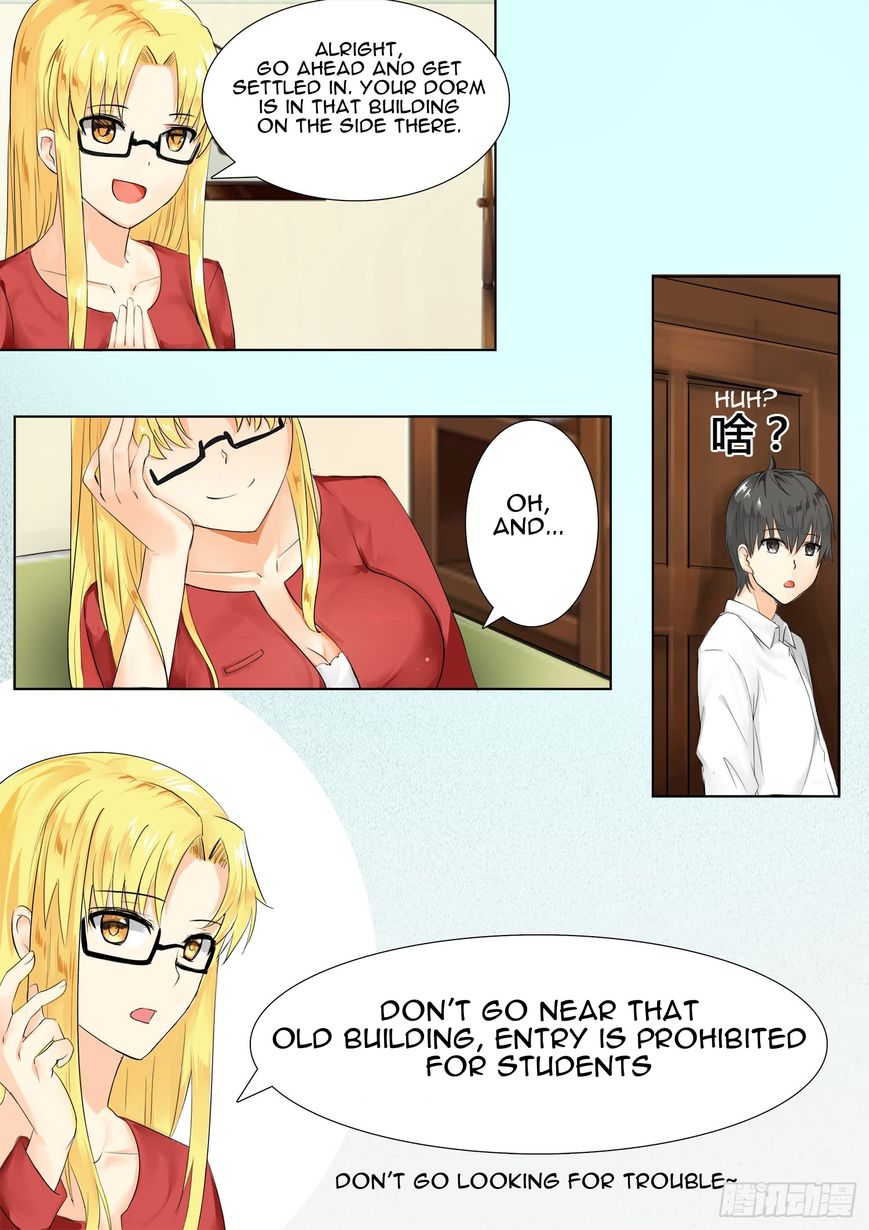 ALRIGHT,
GO AHEAD AND GET
SETTLED IN. YOUR DORM
IS IN THAT BUILDING
ON THE SIDE THERE.
HUH?
啥？
OH,
AND...
POKEONIMAC
DON'T GO NEAR THAT
OLD BUILDING, ENTRY IS PROHIBITED
FOR STUDENTS
DON'T GO LOOKING FOR TROUBLE~
腾讯动漫